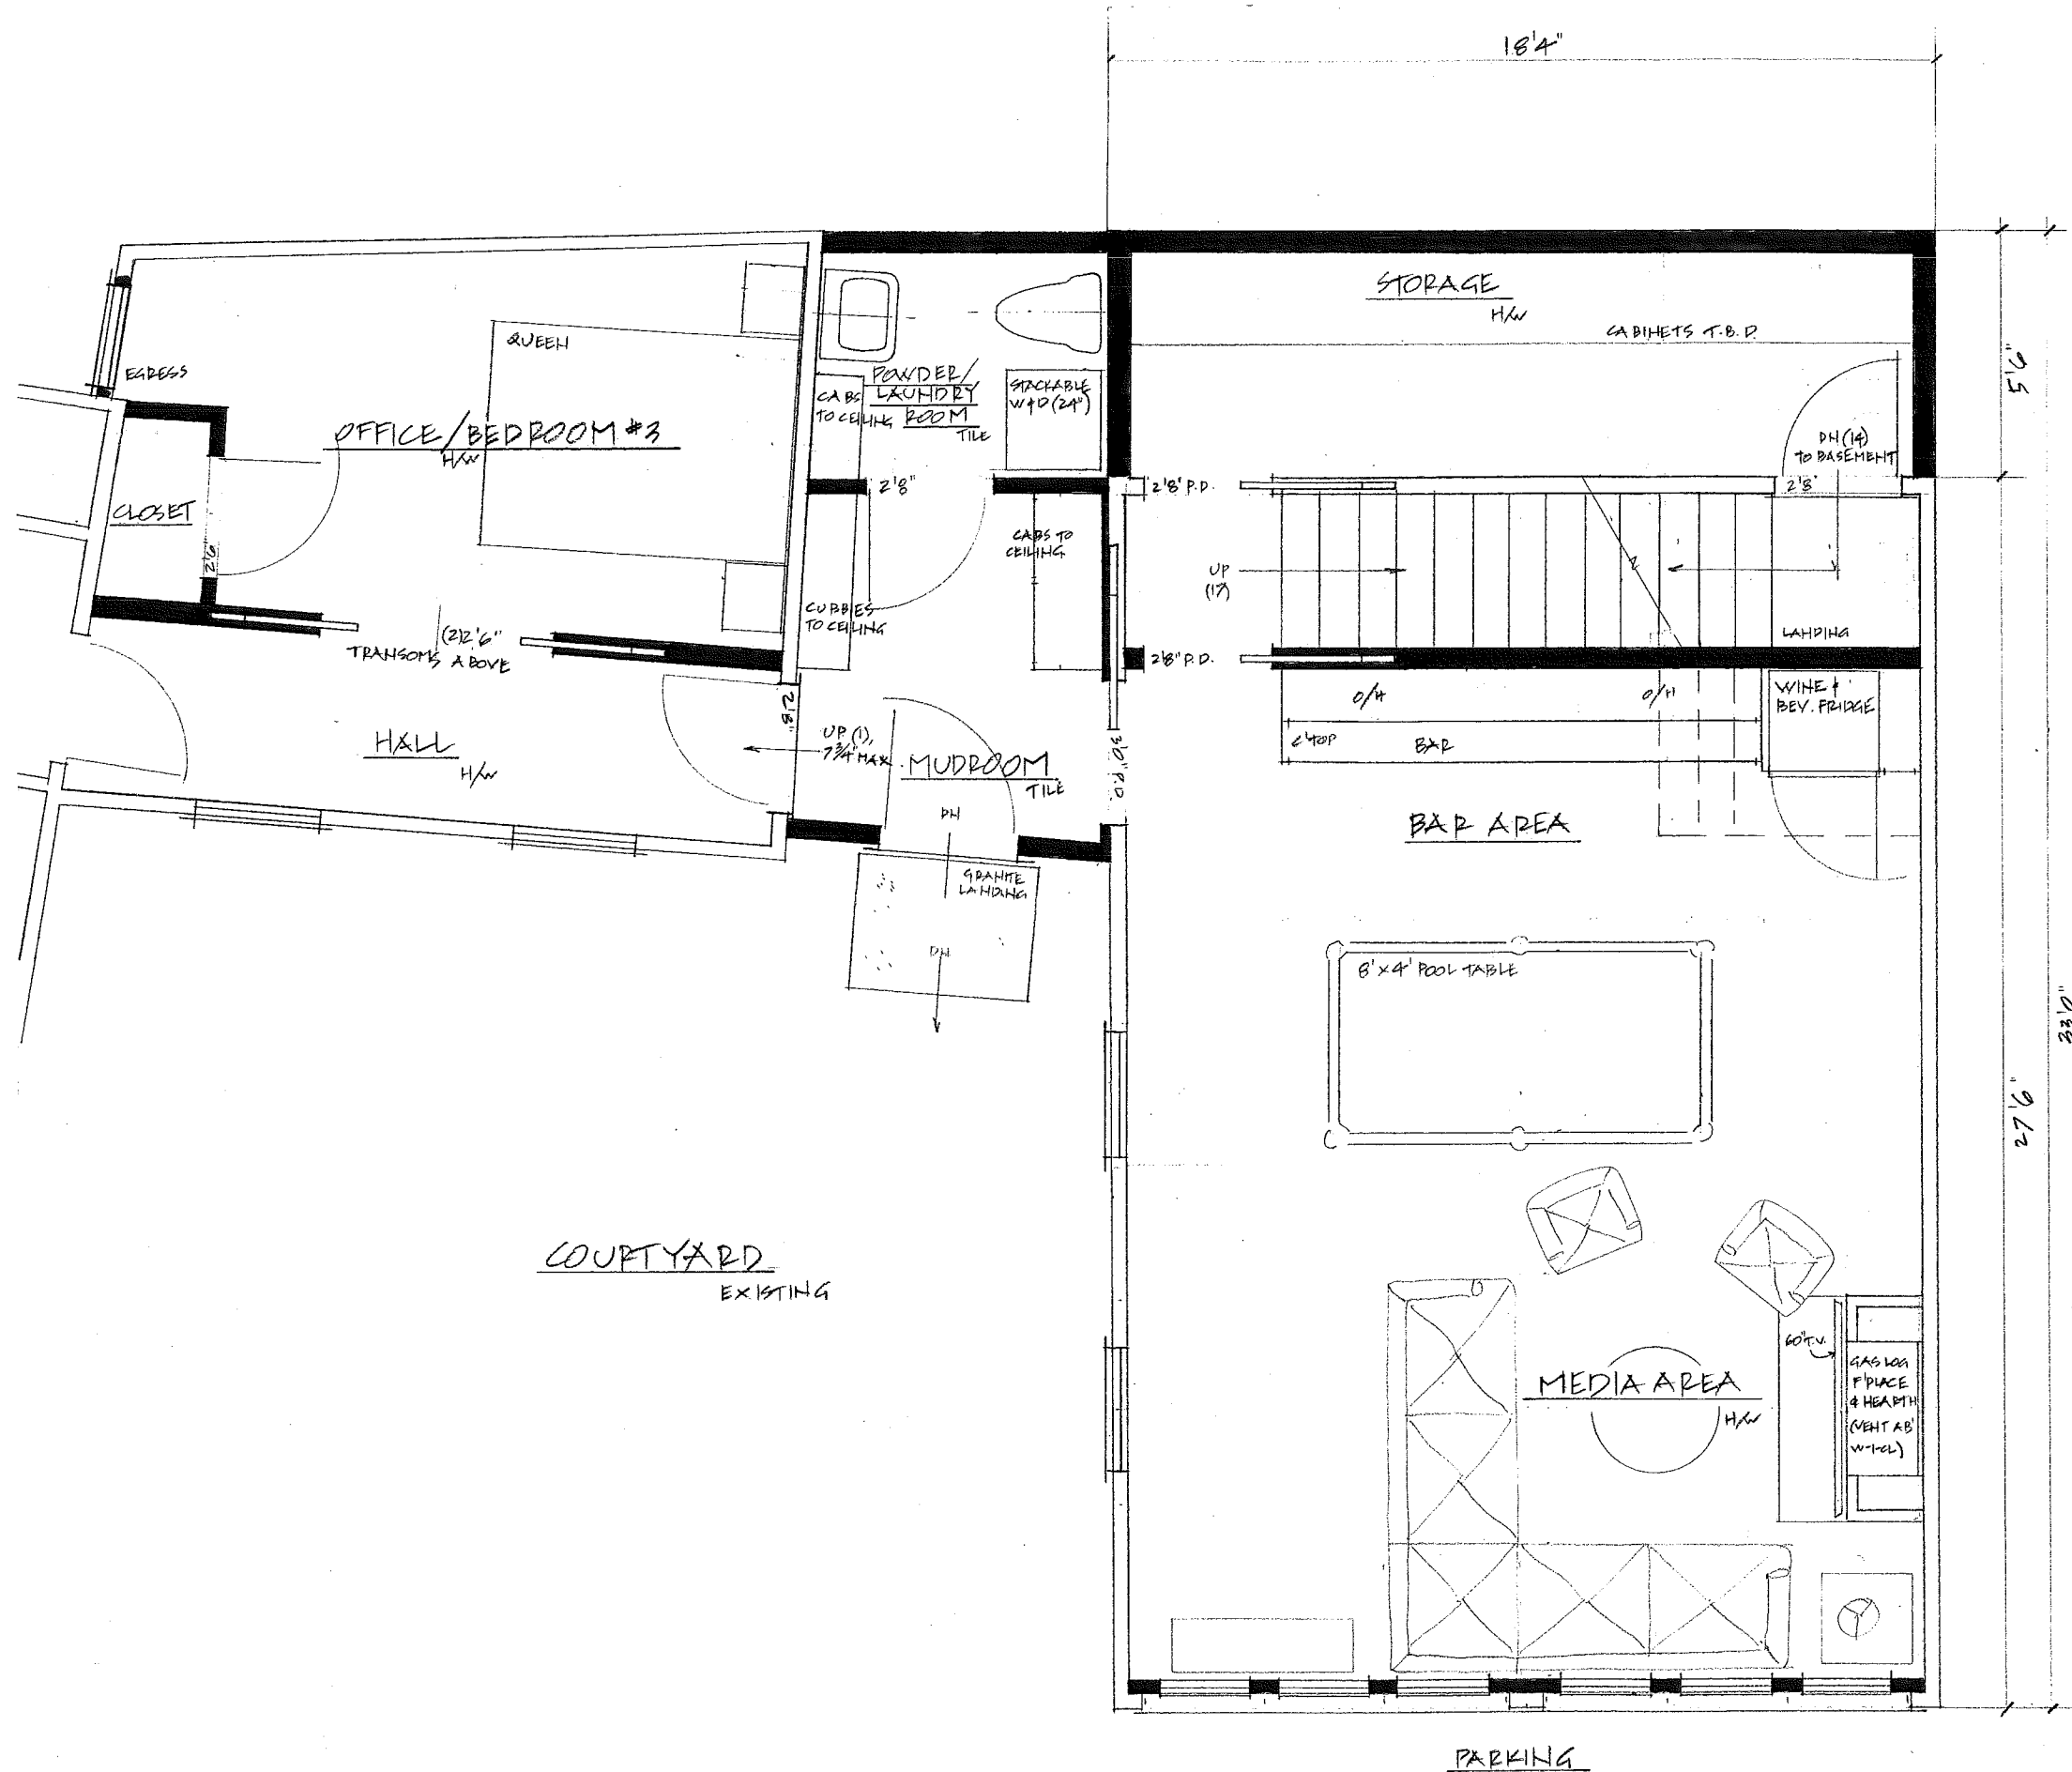 18'4"
STORAGE
H/W
CABINETS T.B.D.
5'6"
QUEEN
EGRESS
POWDER/
LAUNDRY
ROOM
TILE
STACKABLE
W+D (24")
CABS
TO CEILING
OFFICE/BEDROOM #3
H/W
DN (14)
TO BASEMENT
2'8"
2'8" P.D.
2'8"
CLOSET
2'6"
CABS TO
CEILING
UP
(17)
CUBBIES
TO CEILING
LANDING
(2) 2'6"
TRANSOMS ABOVE
2'8" P.D.
O/H
O/H
WINE &
BEV. FRIDGE
2'8"
HALL
H/W
UP (1),
7 3/4" MAX
MUDROOM
TILE
3'0" P.D.
C'TOP
BAR
DN
BAR AREA
GRANITE
LANDING
DN
8' X 4' POOL TABLE
33'0"
27'6"
COURTYARD
EXISTING
60" T.V.
GAS LOG
F'PLACE
& HEARTH
(VENT AB'
W-I-CL)
MEDIA AREA
H/W
PARKING